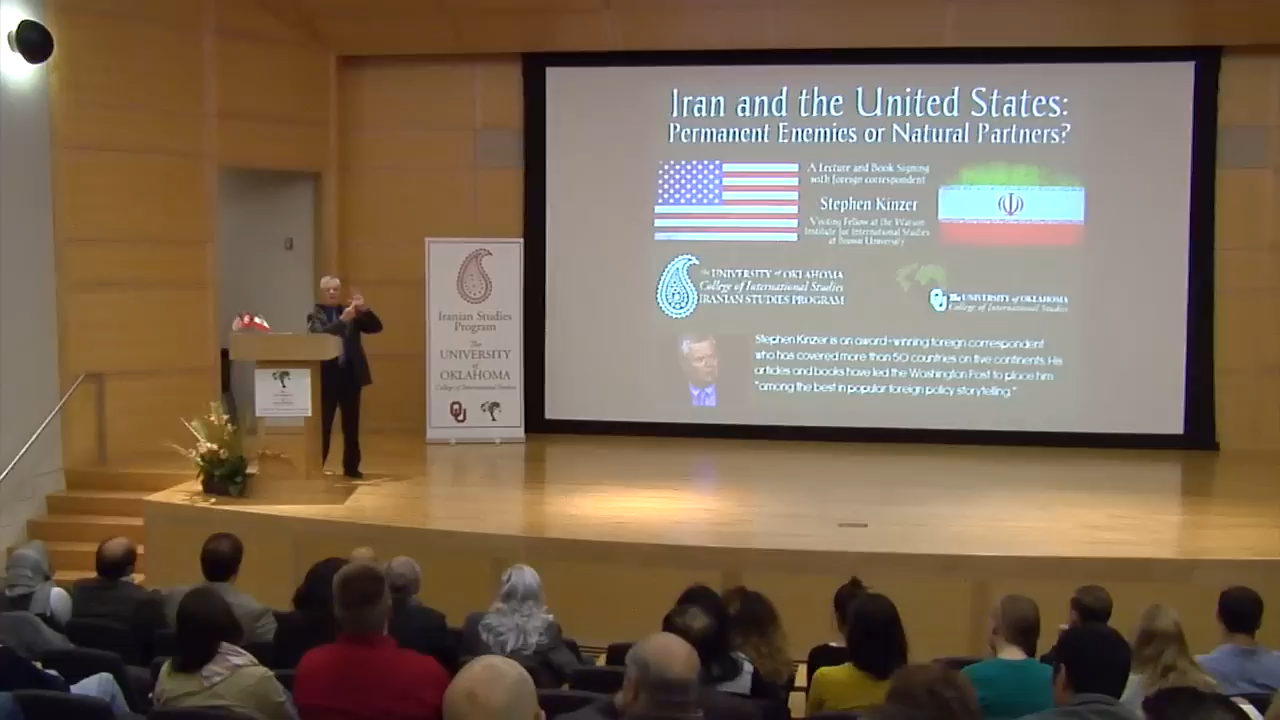 Iran and the United States:
Permanent Enemies or Natural Partners?
A Lecture and Book Signing
with foreign correspondent
Stephen Kinzer
Visiting Fellow at the Watson
Institute for International Studies
at Brown University
The UNIVERSITY of OKLAHOMA
College of International Studies
IRANIAN STUDIES PROGRAM
OU
The UNIVERSITY of OKLAHOMA
College of International Studies
Stephen Kinzer is an award-winning foreign correspondent
who has covered more than 50 countries on five continents. His
articles and books have led the Washington Post to place him
"among the best in popular foreign policy storytelling."
Iranian Studies
Program
The
UNIVERSITY
of
OKLAHOMA
College of International Studies
OU